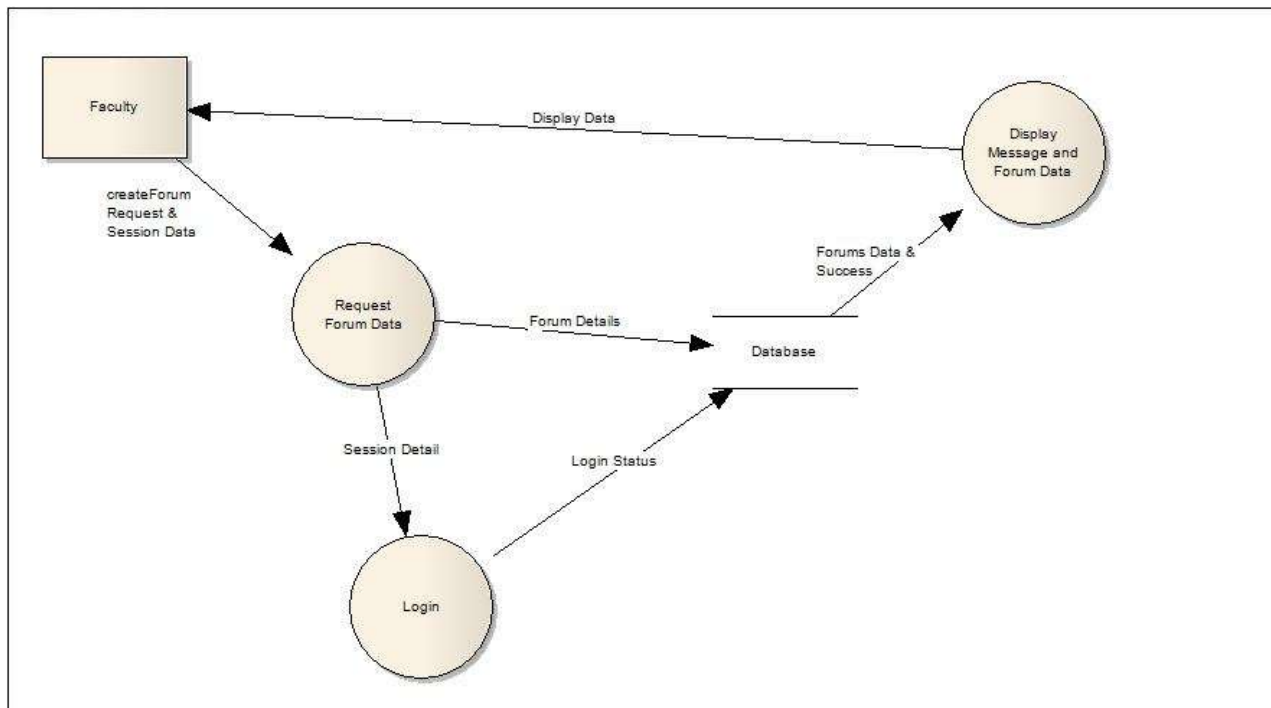 Faculty
Display Data
Display
Message and
Forum Data
createForum
Request &
Session Data
Forums Data &
Success
Request
Forum Data
Forum Details
Database
Session Detail
Login Status
Login